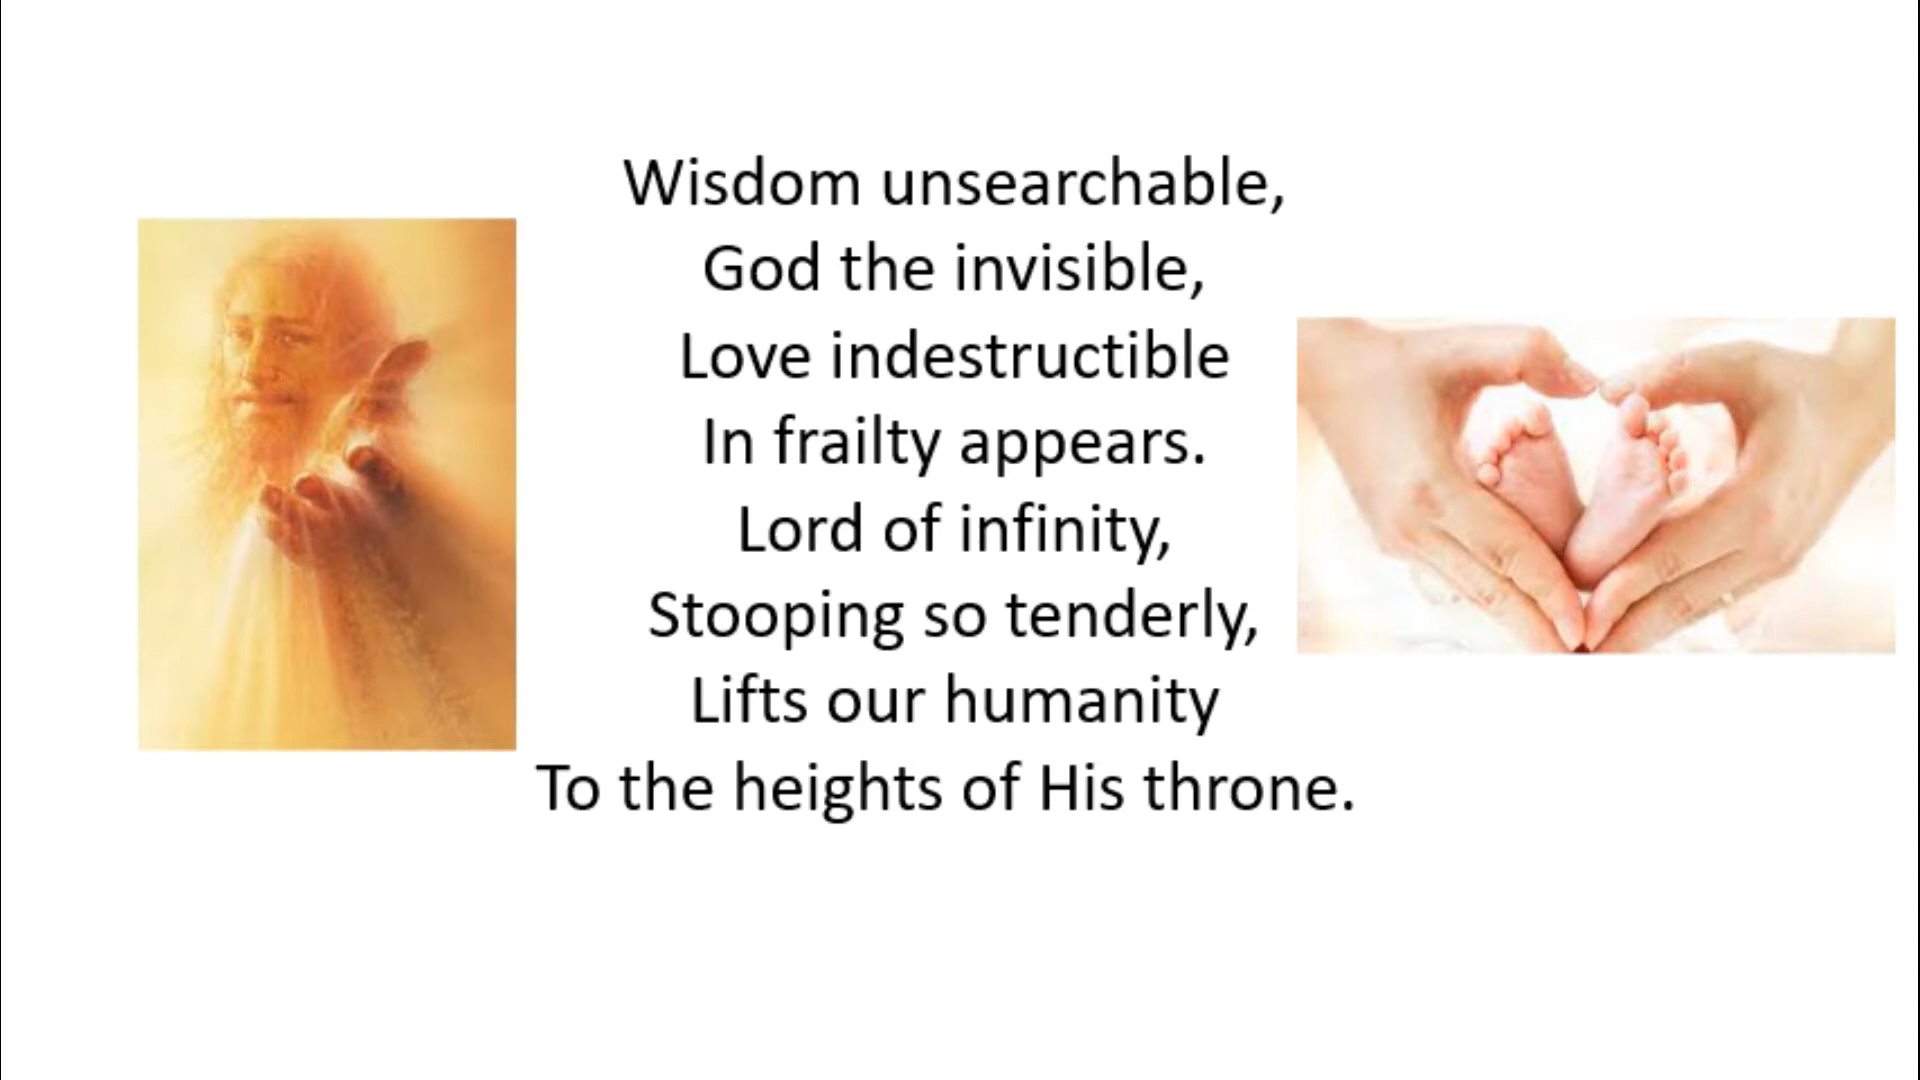 Wisdom unsearchable,
God the invisible,
Love indestructible
In frailty appears.
Lord of infinity,
Stooping so tenderly,
Lifts our humanity
To the heights of His throne.